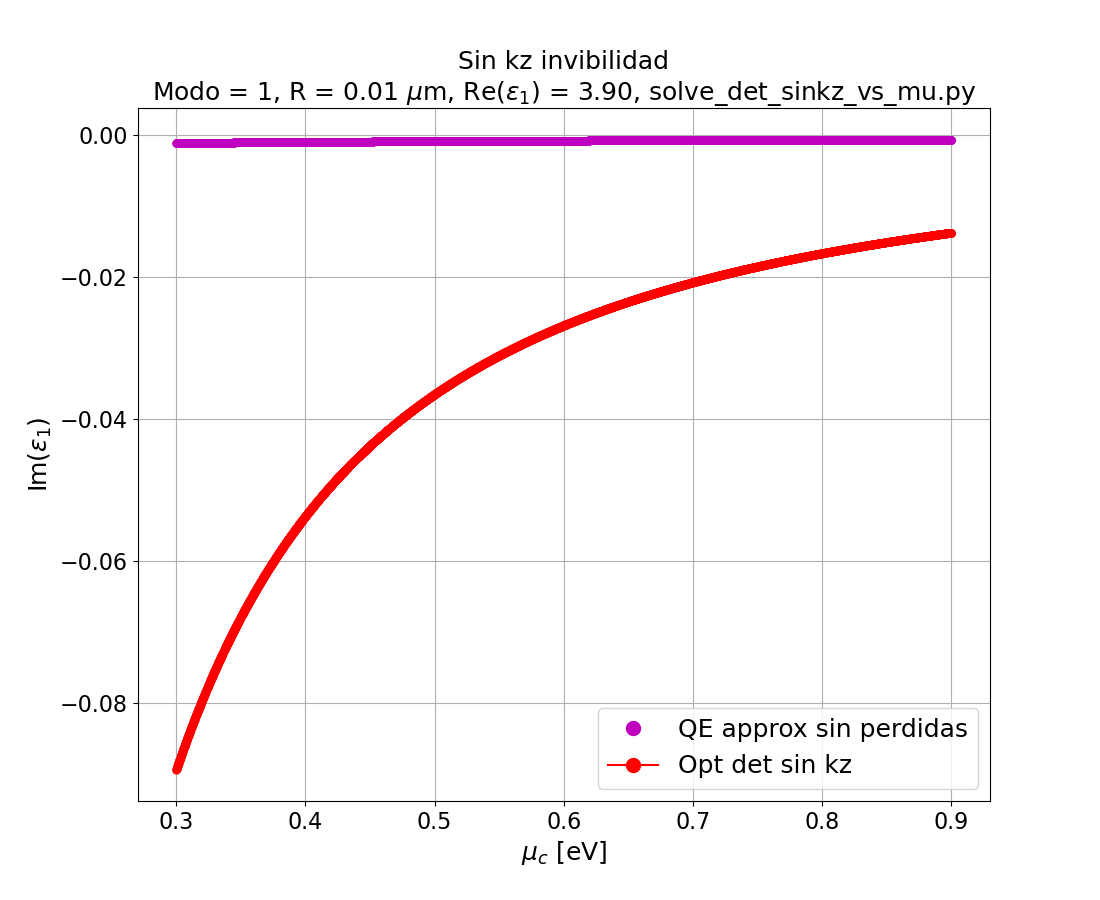 Sin kz invibilidad
Modo = 1, R = 0.01 μm, Re(ε₁) = 3.90, solve_det_sinkz_vs_mu.py
0.00
−0.02
−0.04
−0.06
−0.08
Im(ε₁)
QE approx sin perdidas
Opt det sin kz
0.3 0.4 0.5 0.6 0.7 0.8 0.9
μ_c [eV]